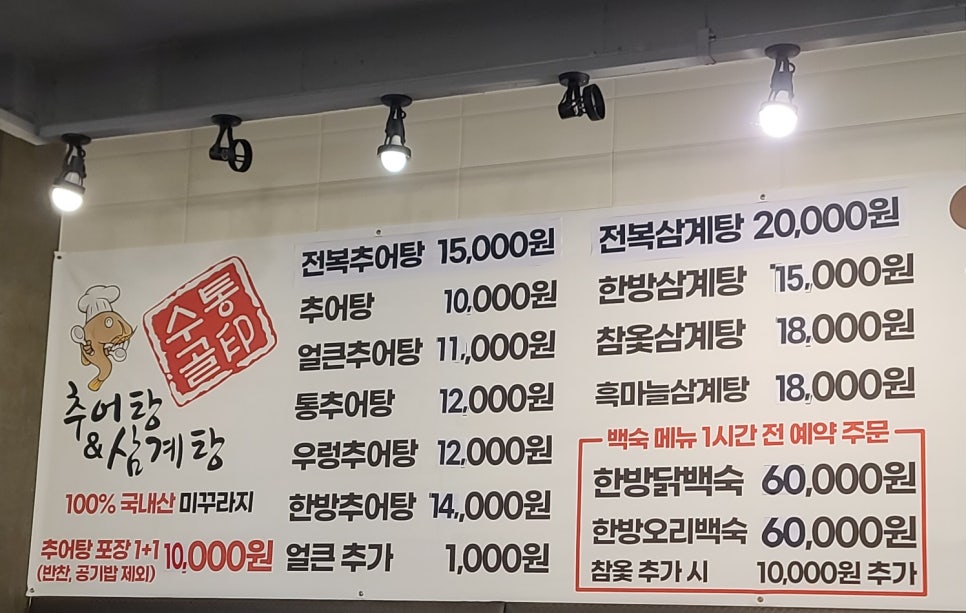 수통
골印
추어탕
&삼계탕
100% 국내산 미꾸라지
추어탕 포장 1+1 10,000원
(반찬, 공기밥 제외)
전복추어탕 15,000원
추어탕 10,000원
얼큰추어탕 11,000원
통추어탕 12,000원
우렁추어탕 12,000원
한방추어탕 14,000원
얼큰 추가 1,000원
전복삼계탕 20,000원
한방삼계탕 15,000원
참옻삼계탕 18,000원
흑마늘삼계탕 18,000원
백숙 메뉴 1시간 전 예약 주문
한방닭백숙 60,000원
한방오리백숙 60,000원
참옻 추가 시 10,000원 추가